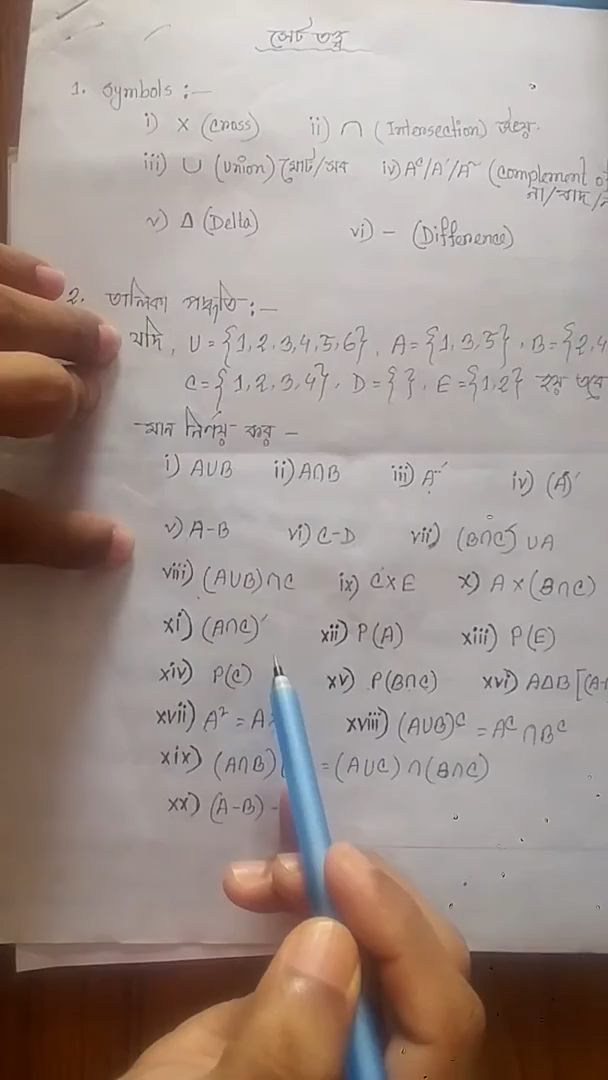 সেট তত্ত্ব
1. Symbols :—
i) × (Cross) ii) ∩ (Intersection)
iii) ∪ (Union) মোট/সব iv) Aᶜ/A′/A~ (Complement of
না/বাদ/
v) Δ (Delta) vi) - (Difference)
2. তালিকা পদ্ধতি :—
যদি, U = {1,2,3,4,5,6}, A = {1,3,5}, B = {2,4
C = {1,2,3,4}, D = { }, E = {1,2} হয় তবে
মান নির্ণয় কর —
i) A∪B ii) A∩B iii) A′ iv) (A′)′
v) A-B vi) C-D vii) (B∩C) ∪A
viii) (A∪B)∩C ix) C×E x) A×(B∩C)
xi) (A∩C)′ xii) P(A) xiii) P(E)
xiv) P(C) xv) P(B∩C) xvi) AΔB [(A-
xvii) A² = A× xviii) (A∪B)ᶜ = Aᶜ∩Bᶜ
xix) (A∩B) = (A∪C)∩(B∩C)
xx) (A-B) -